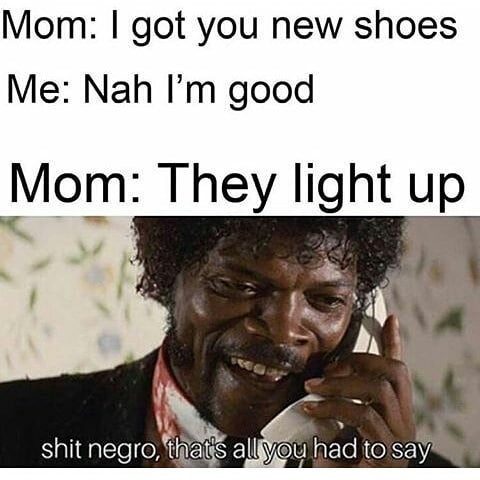 Mom: I got you new shoes
Me: Nah I'm good
Mom: They light up
shit negro, that's all you had to say